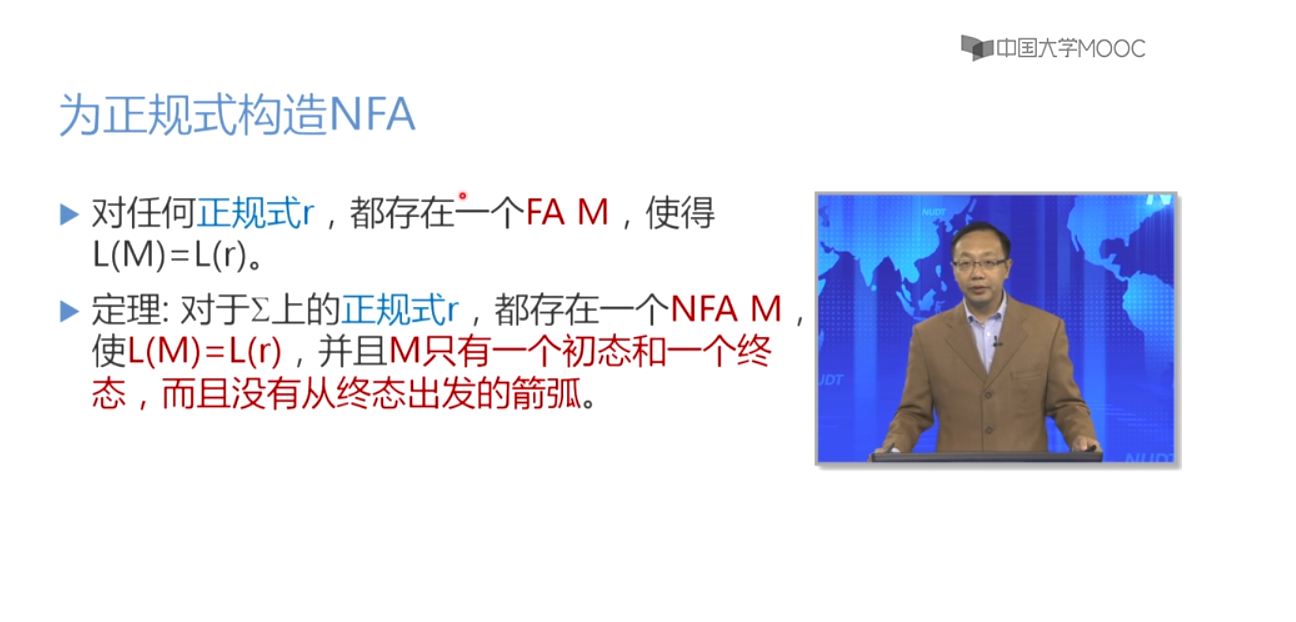 中国大学MOOC
为正规式构造NFA
对任何正规式r，都存在一个FA M，使得
L(M)=L(r)。
定理: 对于Σ上的正规式r，都存在一个NFA M，
使L(M)=L(r)，并且M只有一个初态和一个终
态，而且没有从终态出发的箭弧。
NUDT
NUDT